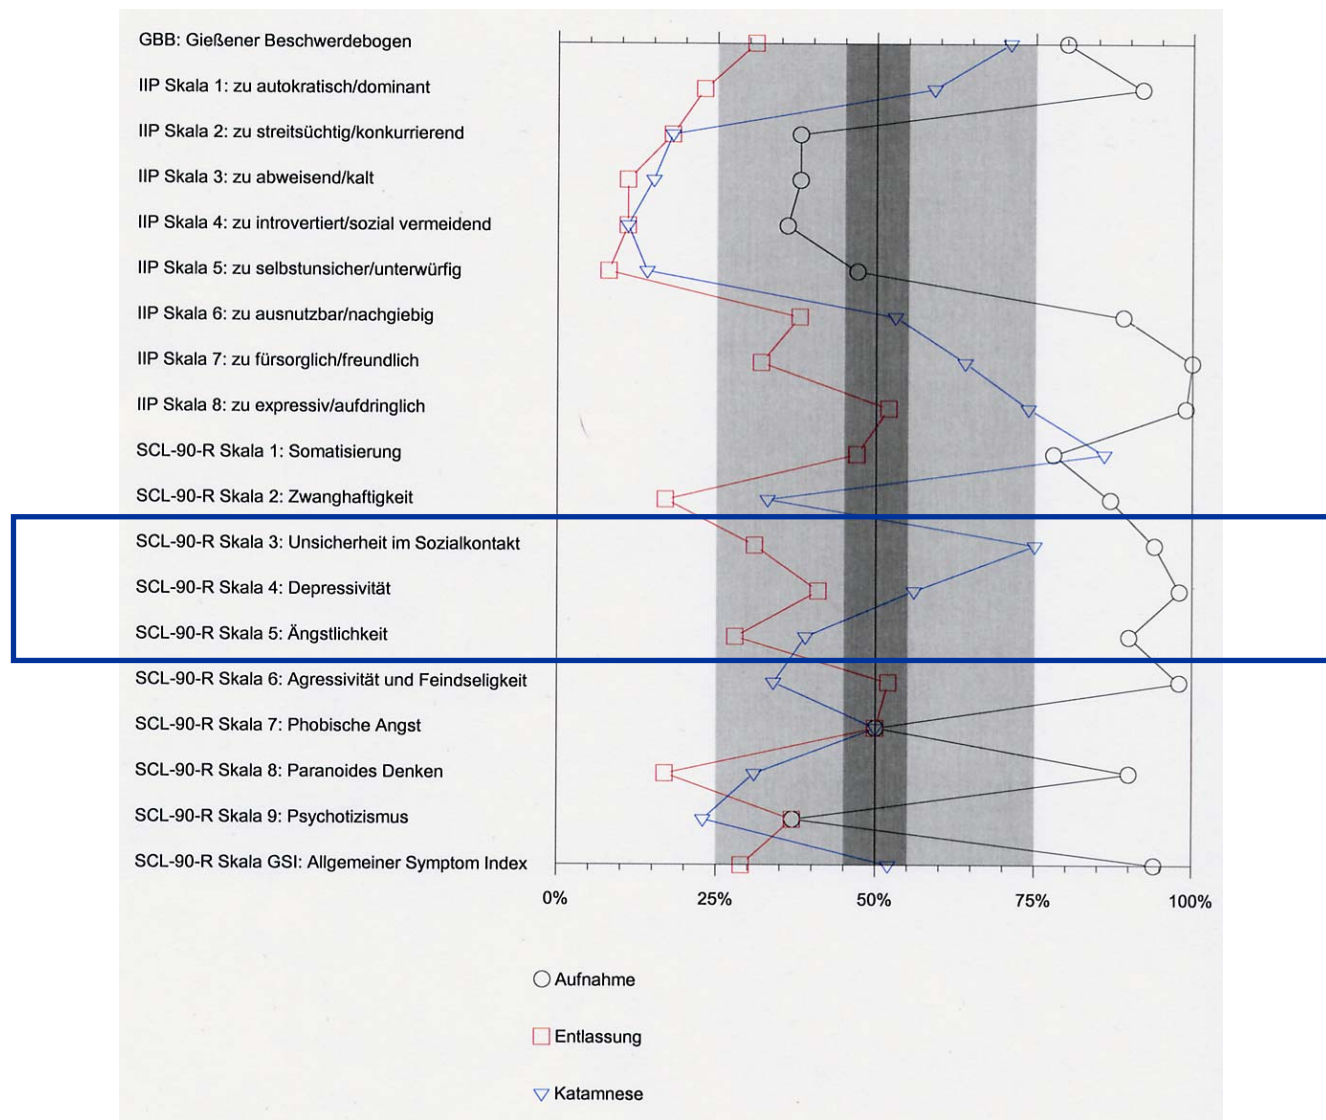 GBB: Gießener Beschwerdebogen
IIP Skala 1: zu autokratisch/dominant
IIP Skala 2: zu streitsüchtig/konkurrierend
IIP Skala 3: zu abweisend/kalt
IIP Skala 4: zu introvertiert/sozial vermeidend
IIP Skala 5: zu selbstunsicher/unterwürfig
IIP Skala 6: zu ausnutzbar/nachgiebig
IIP Skala 7: zu fürsorglich/freundlich
IIP Skala 8: zu expressiv/aufdringlich
SCL-90-R Skala 1: Somatisierung
SCL-90-R Skala 2: Zwanghaftigkeit
SCL-90-R Skala 3: Unsicherheit im Sozialkontakt
SCL-90-R Skala 4: Depressivität
SCL-90-R Skala 5: Ängstlichkeit
SCL-90-R Skala 6: Agressivität und Feindseligkeit
SCL-90-R Skala 7: Phobische Angst
SCL-90-R Skala 8: Paranoides Denken
SCL-90-R Skala 9: Psychotizismus
SCL-90-R Skala GSI: Allgemeiner Symptom Index
0% 25% 50% 75% 100%
Aufnahme
Entlassung
Katamnese